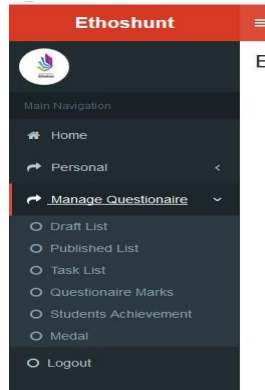 Ethoshunt
E
Main Navigation
Home
Personal
Manage Questionaire
Draft List
Published List
Task List
Questionaire Marks
Students Achievement
Medal
Logout